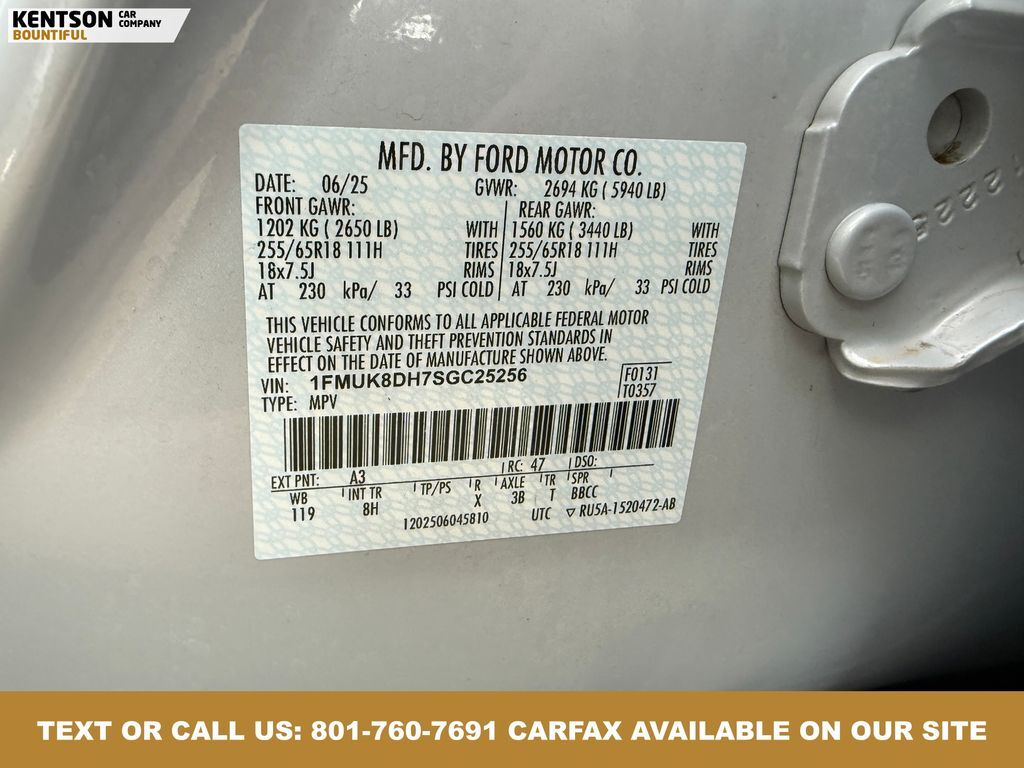 KENTSON CAR COMPANY
BOUNTIFUL
MFD. BY FORD MOTOR CO.
DATE: 06/25 GVWR: 2694 KG ( 5940 LB)
FRONT GAWR: REAR GAWR:
1202 KG ( 2650 LB) WITH 1560 KG ( 3440 LB) WITH
255/65R18 111H TIRES 255/65R18 111H TIRES
18x7.5J RIMS 18x7.5J RIMS
AT 230 kPa/ 33 PSI COLD AT 230 kPa/ 33 PSI COLD
THIS VEHICLE CONFORMS TO ALL APPLICABLE FEDERAL MOTOR
VEHICLE SAFETY AND THEFT PREVENTION STANDARDS IN
EFFECT ON THE DATE OF MANUFACTURE SHOWN ABOVE.
VIN: 1FMUK8DH7SGC25256 F0131
TYPE: MPV T0357
EXT PNT: A3 RC: 47 DSO:
WB INT TR TP/PS R AXLE TR SPR
119 8H X 3B T BBCC
1202506045810 UTC ▽ RU5A-1520472-AB
TEXT OR CALL US: 801-760-7691 CARFAX AVAILABLE ON OUR SITE